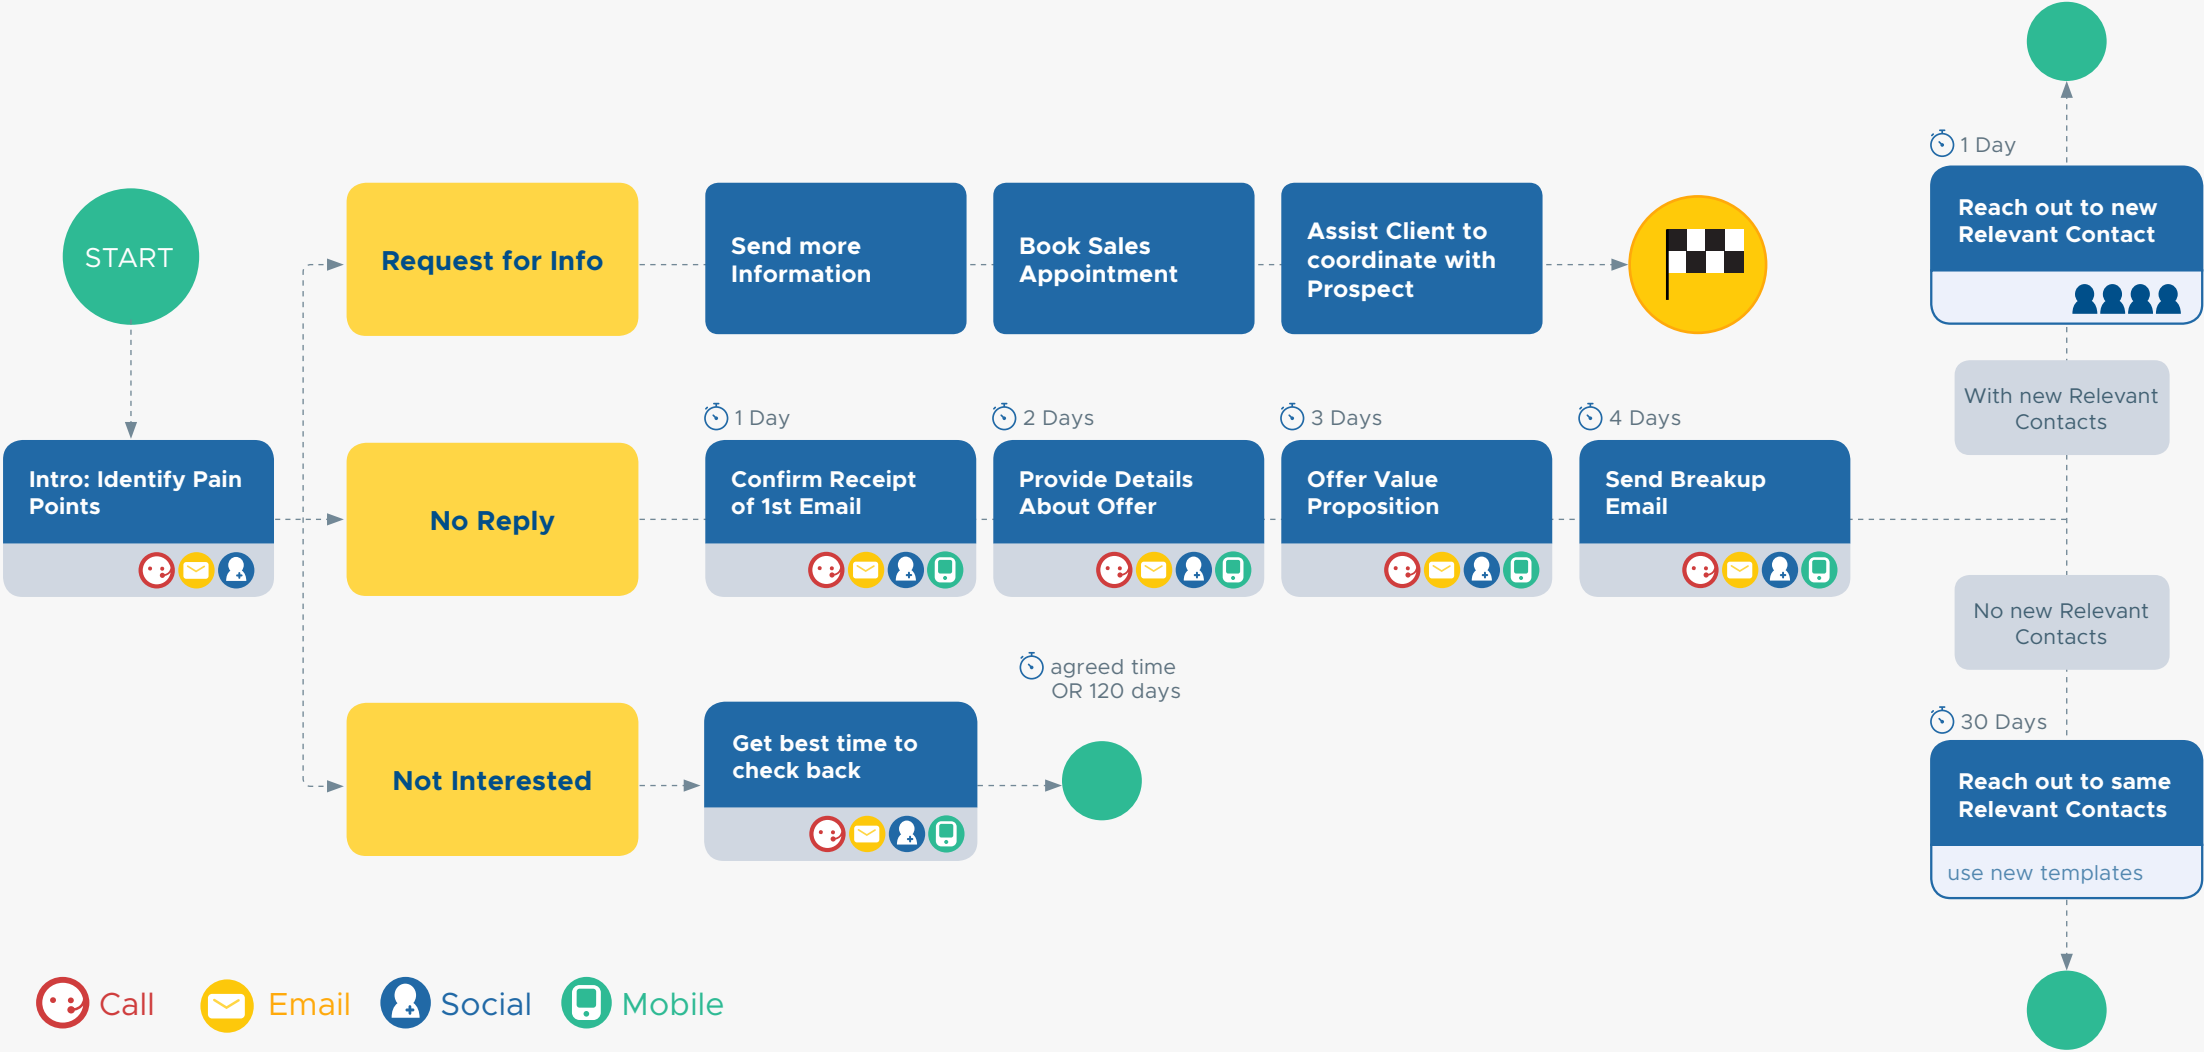 START
Intro: Identify Pain
Points
Request for Info
Send more
Information
Book Sales
Appointment
Assist Client to
coordinate with
Prospect
No Reply
1 Day
Confirm Receipt
of 1st Email
2 Days
Provide Details
About Offer
3 Days
Offer Value
Proposition
4 Days
Send Breakup
Email
1 Day
Reach out to new
Relevant Contact
With new Relevant
Contacts
No new Relevant
Contacts
30 Days
Reach out to same
Relevant Contacts
use new templates
Not Interested
Get best time to
check back
agreed time
OR 120 days
Call
Email
Social
Mobile